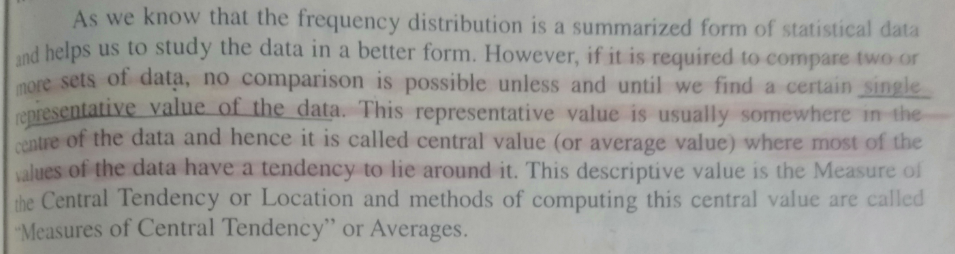 As we know that the frequency distribution is a summarized form of statistical data
and helps us to study the data in a better form. However, if it is required to compare two or
more sets of data, no comparison is possible unless and until we find a certain single
representative value of the data. This representative value is usually somewhere in the
centre of the data and hence it is called central value (or average value) where most of the
values of the data have a tendency to lie around it. This descriptive value is the Measure of
the Central Tendency or Location and methods of computing this central value are called
"Measures of Central Tendency" or Averages.